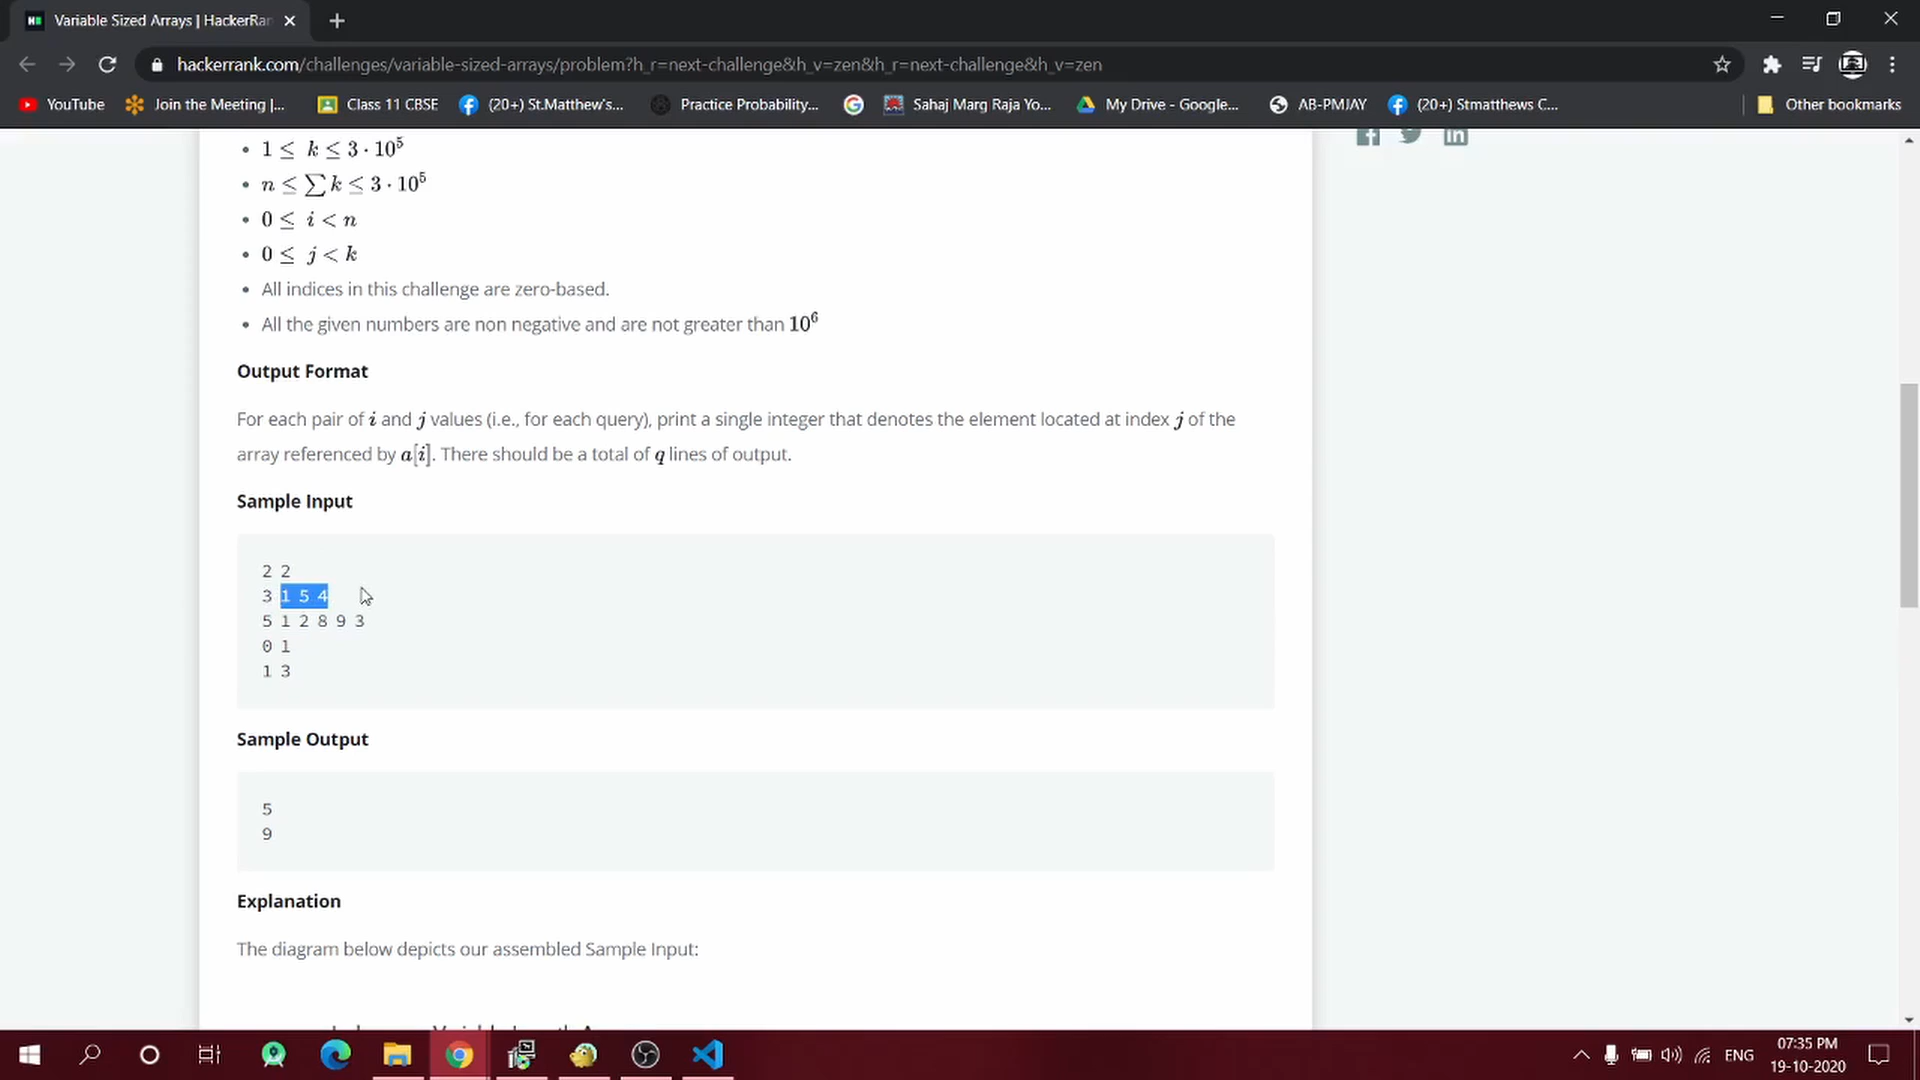 Variable Sized Arrays | HackerRan
hackerrank.com/challenges/variable-sized-arrays/problem?h_r=next-challenge&h_v=zen&h_r=next-challenge&h_v=zen
YouTube Join the Meeting |... Class 11 CBSE (20+) St.Matthew's... Practice Probability... Sahaj Marg Raja Yo... My Drive - Google... AB-PMJAY (20+) Stmatthews C... Other bookmarks
• 1 ≤ k ≤ 3 · 10⁵
• n ≤ ∑ k ≤ 3 · 10⁵
• 0 ≤ i < n
• 0 ≤ j < k
• All indices in this challenge are zero-based.
• All the given numbers are non negative and are not greater than 10⁶
Output Format
For each pair of i and j values (i.e., for each query), print a single integer that denotes the element located at index j of the
array referenced by a[i]. There should be a total of q lines of output.
Sample Input
2 2
3 1 5 4
5 1 2 8 9 3
0 1
1 3
Sample Output
5
9
Explanation
The diagram below depicts our assembled Sample Input:
07:35 PM
ENG
19-10-2020